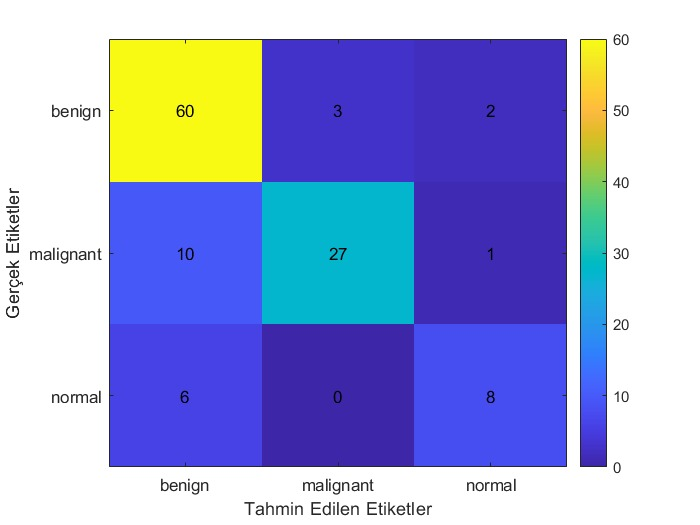 benign
60
3
2
malignant
10
27
1
normal
6
0
8
benign
malignant
normal
Gerçek Etiketler
Tahmin Edilen Etiketler
60
50
40
30
20
10
0